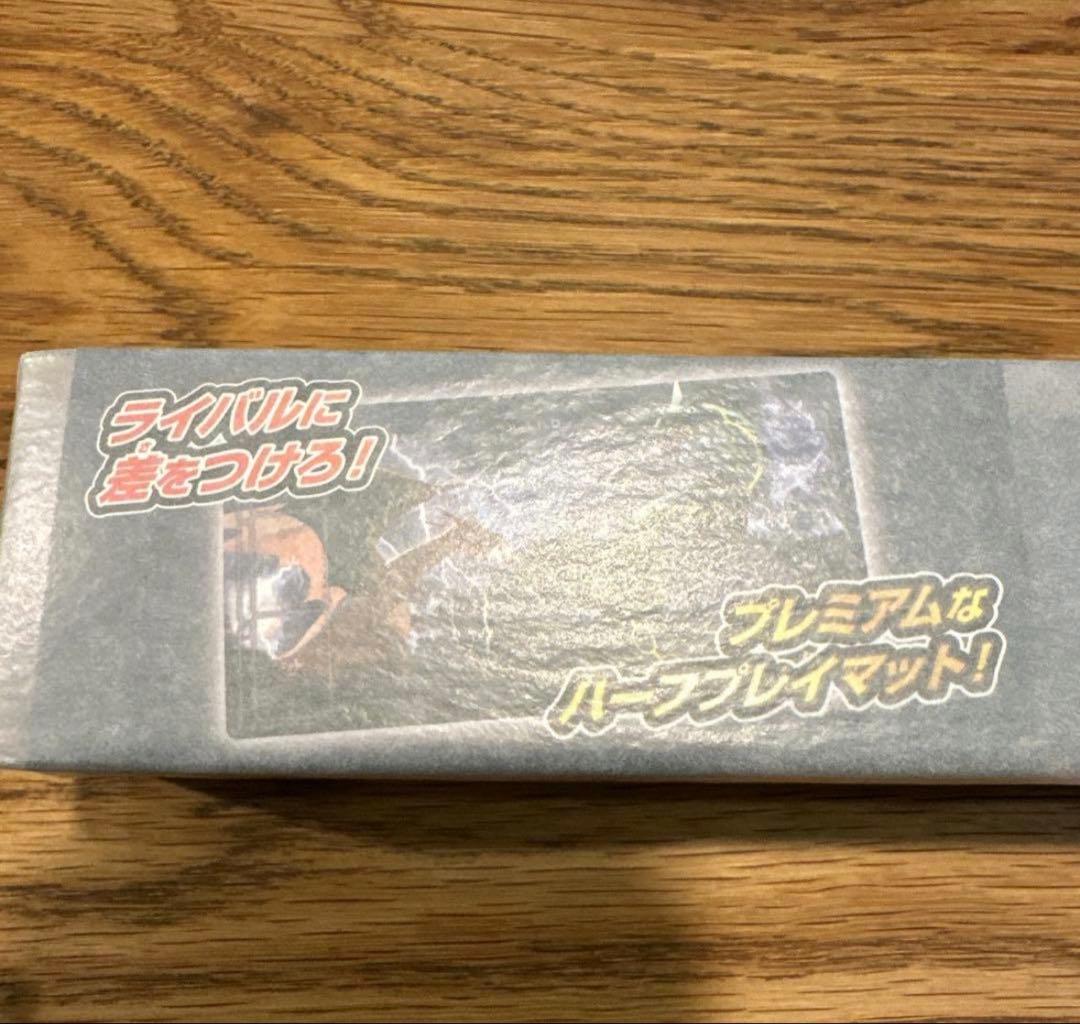 ライバルに
差をつけろ!
プレミアムな
ハーフプレイマット!